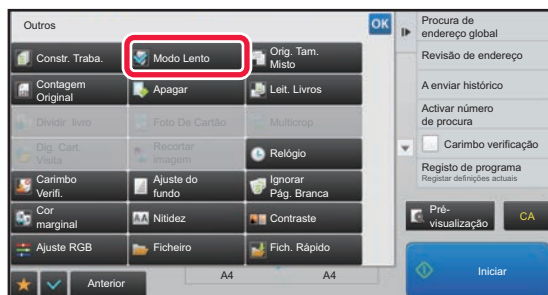 Outros
OK
Constr. Traba.
Modo Lento
Orig. Tam.
Misto
Contagem
Original
Apagar
Leit. Livros
Dividir livro
Foto De Cartão
Multicrop
Dig. Cart.
Visita
Recortar
imagem
Relógio
Carimbo
Verifi.
Ajuste do
fundo
Ignorar
Pág. Branca
Cor
marginal
AA
Nitidez
Contraste
Ajuste RGB
Ficheiro
Fich. Rápido
Anterior
A4
A4
Procura de
endereço global
Revisão de endereço
A enviar histórico
Activar número
de procura
Carimbo verificação
Registo de programa
Registar definições actuais
Pré-
visualização
CA
Iniciar